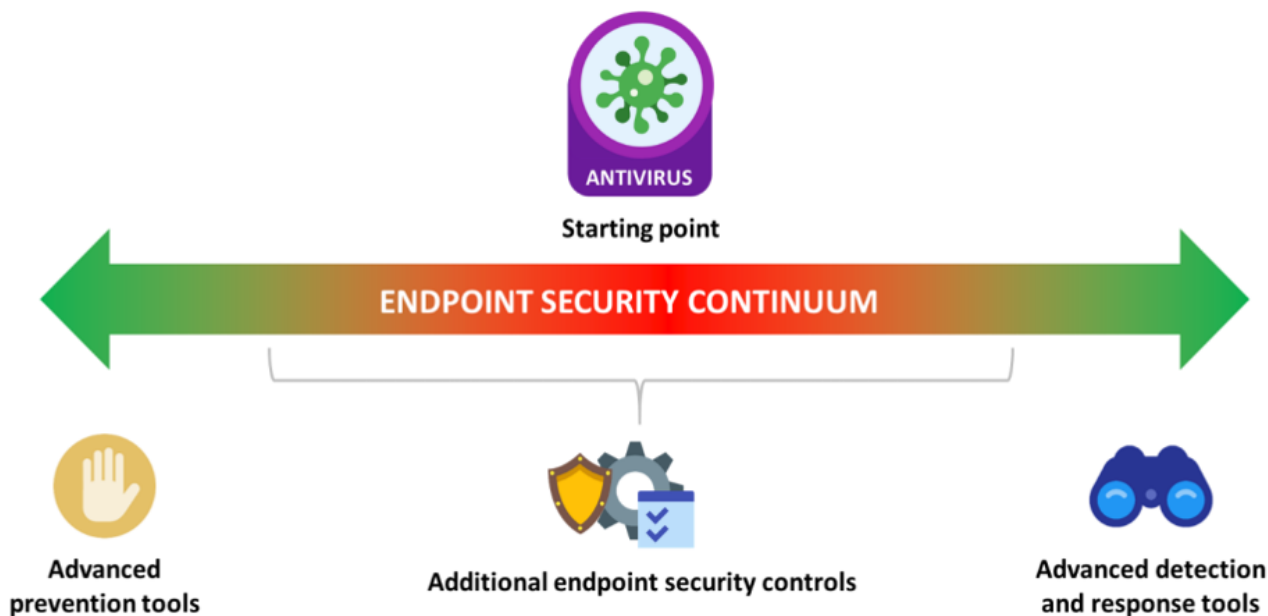 ANTIVIRUS
Starting point
ENDPOINT SECURITY CONTINUUM
Advanced
prevention tools
Additional endpoint security controls
Advanced detection
and response tools